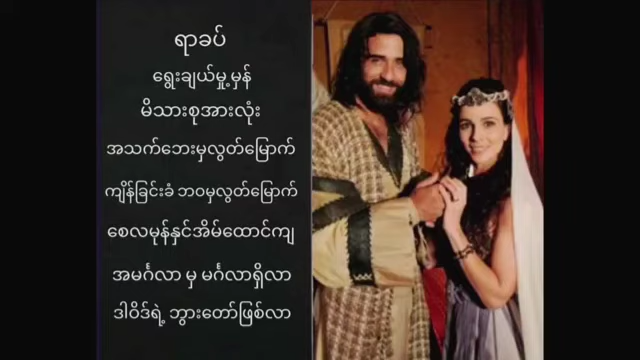 ရာခပ်
ရွေးချယ်မှု့မှန်
မိသားစုအားလုံး
အသက်ဘေးမှလွတ်မြောက်
ကျိန်ခြင်းခံ ဘဝမှလွတ်မြောက်
စေလမုန်နှင်အိမ်ထောင်ကျ
အမင်္ဂလာ မှ မင်္ဂလာရှိလာ
ဒါဝိဒ်ရဲ့ ဘွားတော်ဖြစ်လာ